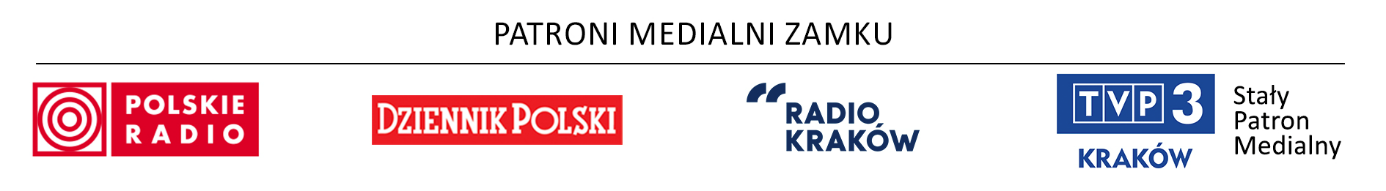 PATRONI MEDIALNI ZAMKU
POLSKIE
RADIO
DZIENNIK POLSKI
RADIO
KRAKÓW
TVP 3
KRAKÓW
Stały
Patron
Medialny